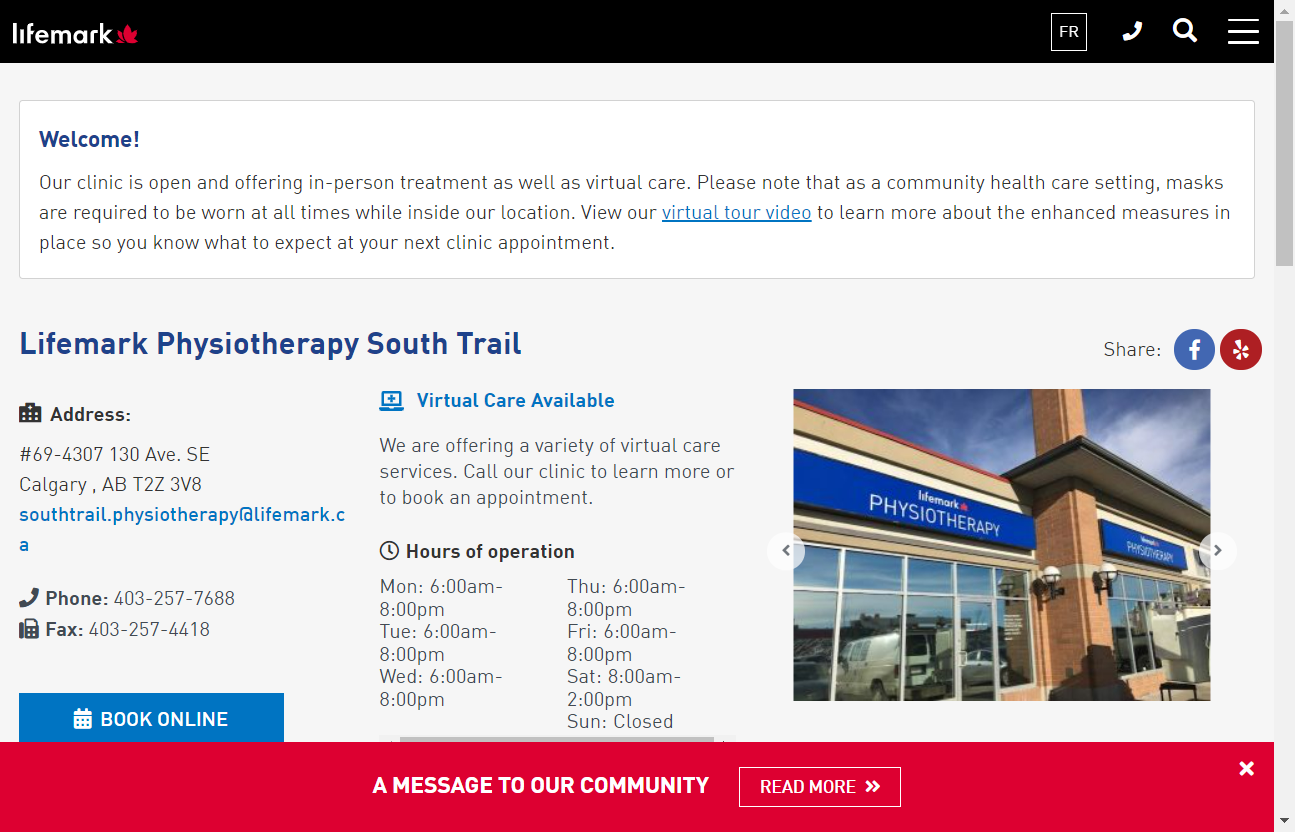 lifemark
FR
Welcome!
Our clinic is open and offering in-person treatment as well as virtual care. Please note that as a community health care setting, masks
are required to be worn at all times while inside our location. View our virtual tour video to learn more about the enhanced measures in
place so you know what to expect at your next clinic appointment.
Lifemark Physiotherapy South Trail
Share:
Address:
#69-4307 130 Ave. SE
Calgary , AB T2Z 3V8
southtrail.physiotherapy@lifemark.c
a
Phone: 403-257-7688
Fax: 403-257-4418
BOOK ONLINE
Virtual Care Available
We are offering a variety of virtual care
services. Call our clinic to learn more or
to book an appointment.
Hours of operation
Mon: 6:00am-
8:00pm
Tue: 6:00am-
8:00pm
Wed: 6:00am-
8:00pm
Thu: 6:00am-
8:00pm
Fri: 6:00am-
8:00pm
Sat: 8:00am-
2:00pm
Sun: Closed
lifemark
PHYSIOTHERAPY
lifemark
PHYSIOTHERAPY
A MESSAGE TO OUR COMMUNITY
READ MORE